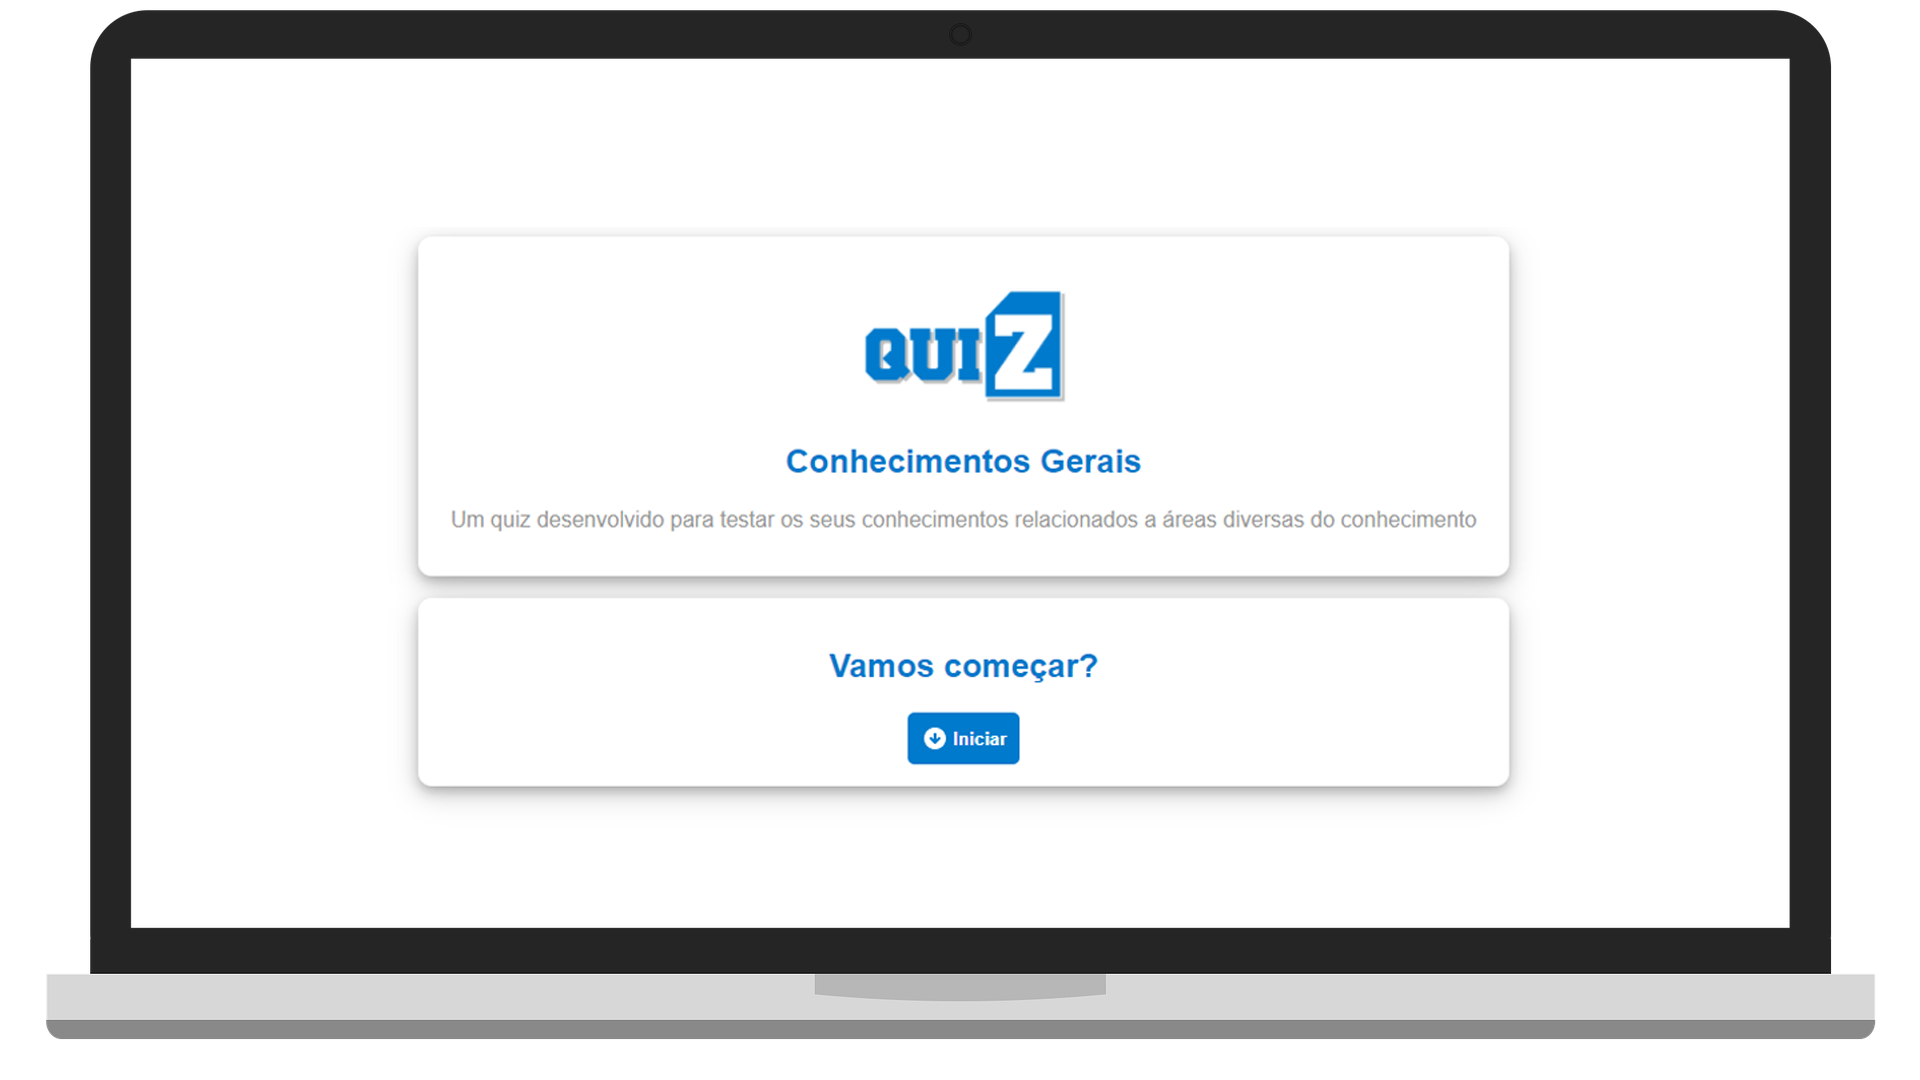 QUIZ
Conhecimentos Gerais
Um quiz desenvolvido para testar os seus conhecimentos relacionados a áreas diversas do conhecimento
Vamos começar?
Iniciar